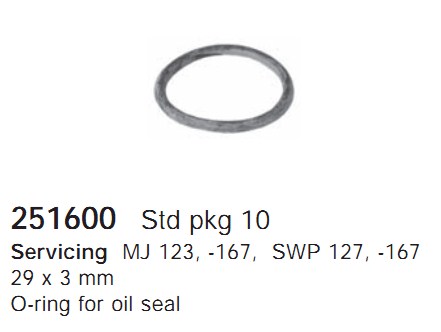 251600 Std pkg 10
Servicing MJ 123, -167, SWP 127, -167
29 x 3 mm
O-ring for oil seal